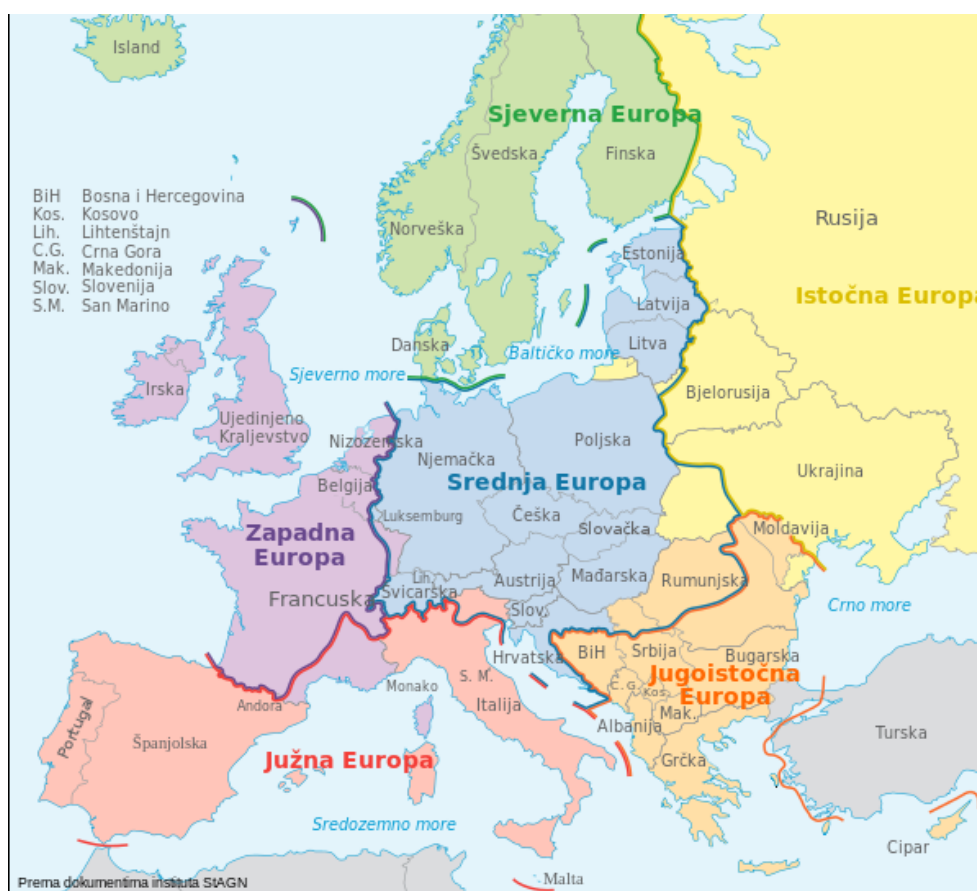 Island
Sjeverna Europa
Švedska
Finska
BiH Bosna i Hercegovina
Kos. Kosovo
Lih. Lihtenštajn
C.G. Crna Gora
Mak. Makedonija
Slov. Slovenija
S.M. San Marino
Norveška
Rusija
Estonija
Istočna Europa
Latvija
Danska
Baltičko more
Litva
Sjeverno more
Irska
Bjelorusija
Ujedinjeno
Kraljevstvo
Nizozemska
Poljska
Njemačka
Ukrajina
Belgija
Srednja Europa
Luksemburg
Češka
Slovačka
Moldavija
Zapadna
Europa
Lih.
Austrija
Mađarska
Rumunjska
Švicarska
Francuska
Slov.
Crno more
Hrvatska
BiH
Srbija
Bugarska
Jugoistočna
Europa
S. M.
Monako
C. G.
Kos.
Andora
Italija
Portugal
Albanija
Mak.
Španjolska
Turska
Južna Europa
Grčka
Sredozemno more
Cipar
Malta
Prema dokumentima instituta StAGN